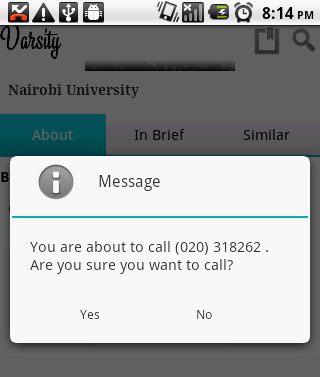 8:14 PM
Varsity
Nairobi University
About In Brief Similar
B
Message
You are about to call (020) 318262 .
Are you sure you want to call?
Yes No